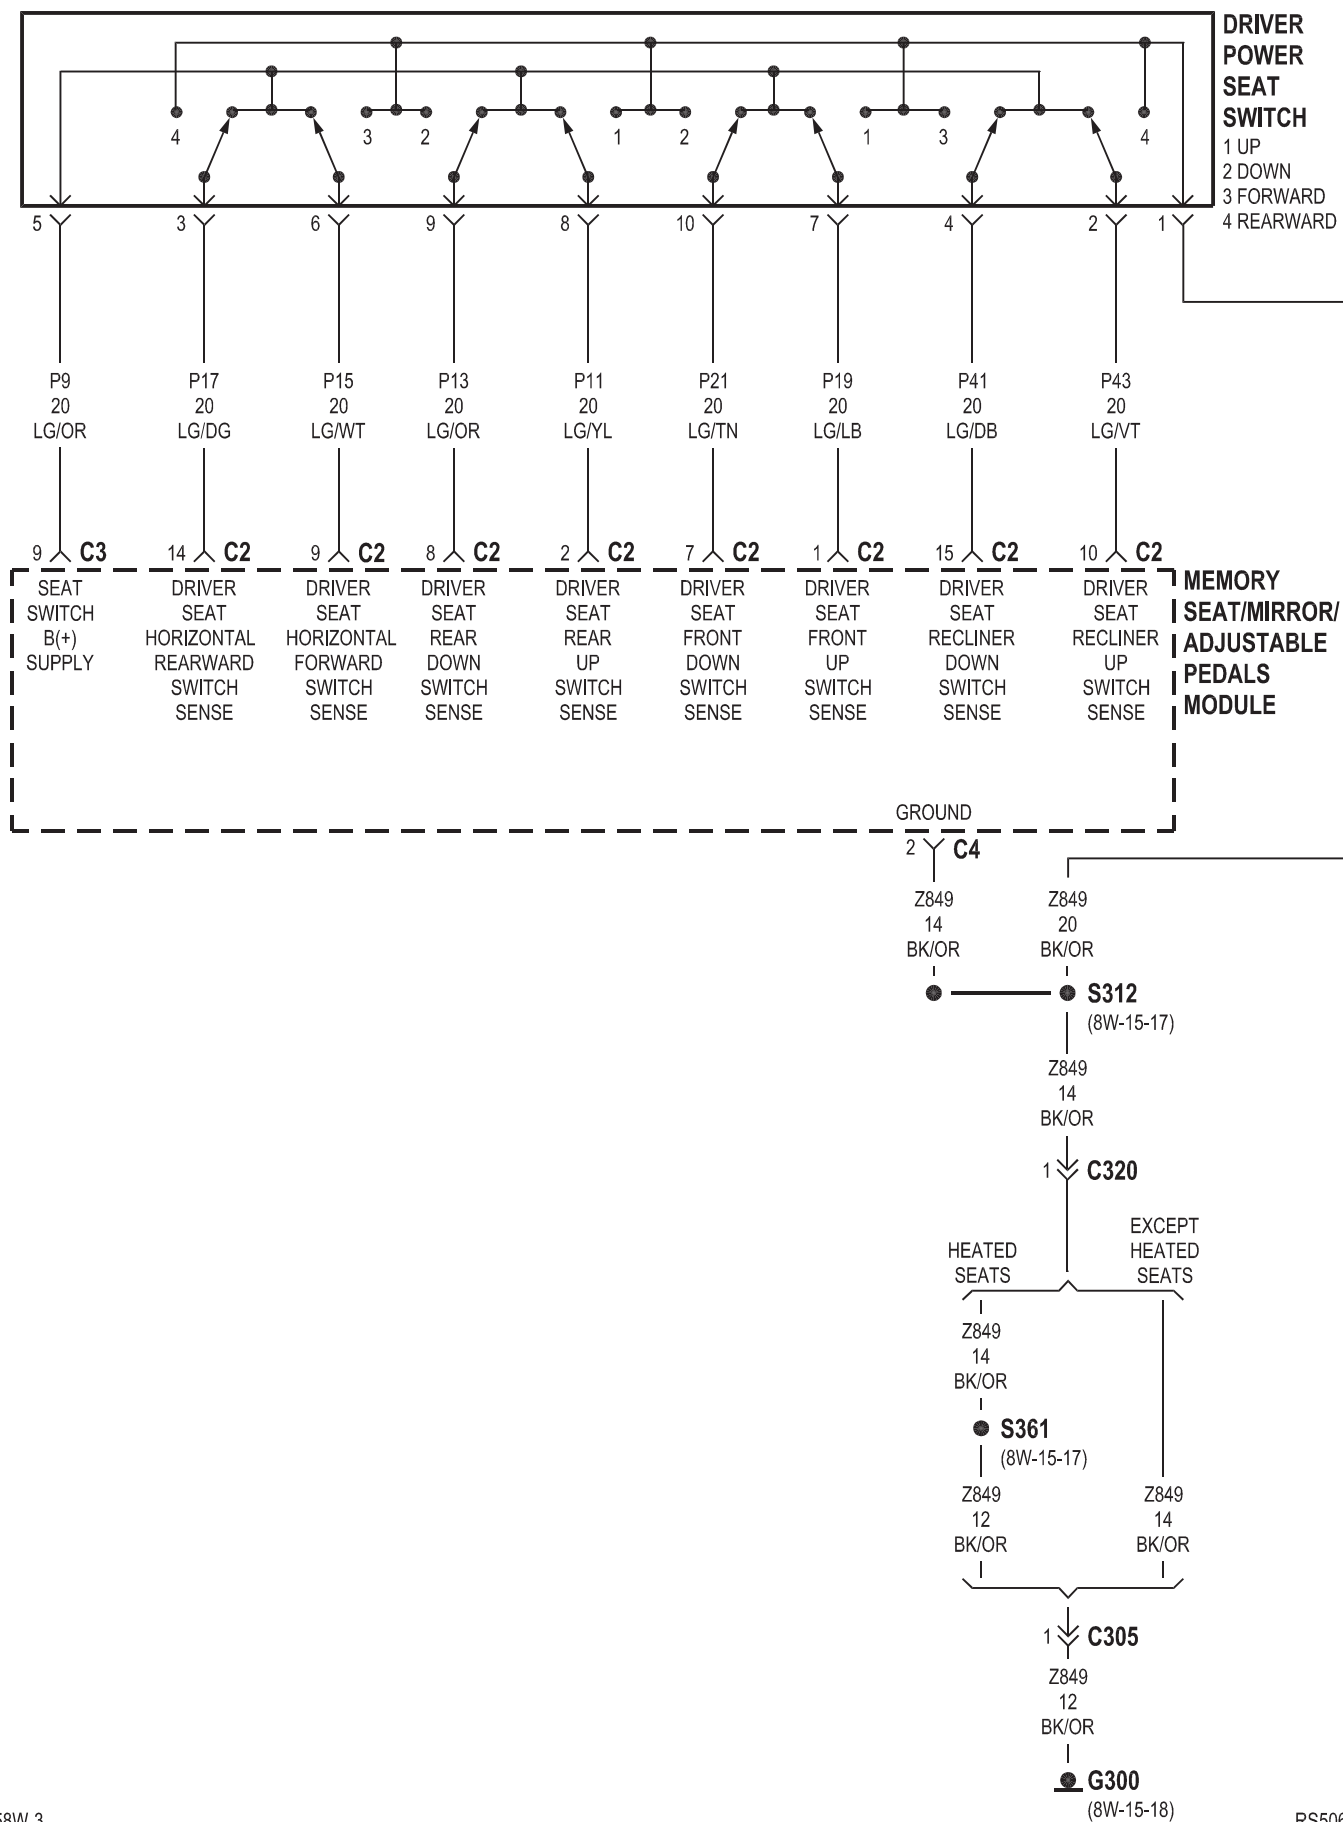 DRIVER
POWER
SEAT
SWITCH
1 UP
2 DOWN
3 FORWARD
4 REARWARD
4 3 2 1 2 1 3 4
5 3 6 9 8 10 7 4 2 1
P9 P17 P15 P13 P11 P21 P19 P41 P43
20 20 20 20 20 20 20 20 20
LG/OR LG/DG LG/WT LG/OR LG/YL LG/TN LG/LB LG/DB LG/VT
9 C3 14 C2 9 C2 8 C2 2 C2 7 C2 1 C2 15 C2 10 C2
SEAT
SWITCH
B(+)
SUPPLY
DRIVER
SEAT
HORIZONTAL
REARWARD
SWITCH
SENSE
DRIVER
SEAT
HORIZONTAL
FORWARD
SWITCH
SENSE
DRIVER
SEAT
REAR
DOWN
SWITCH
SENSE
DRIVER
SEAT
REAR
UP
SWITCH
SENSE
DRIVER
SEAT
FRONT
DOWN
SWITCH
SENSE
DRIVER
SEAT
FRONT
UP
SWITCH
SENSE
DRIVER
SEAT
RECLINER
DOWN
SWITCH
SENSE
DRIVER
SEAT
RECLINER
UP
SWITCH
SENSE
MEMORY
SEAT/MIRROR/
ADJUSTABLE
PEDALS
MODULE
GROUND
2 C4
Z849 Z849
14 20
BK/OR BK/OR
S312
(8W-15-17)
Z849
14
BK/OR
1 C320
HEATED
SEATS
EXCEPT
HEATED
SEATS
Z849
14
BK/OR
S361
(8W-15-17)
Z849 Z849
12 14
BK/OR BK/OR
1 C305
Z849
12
BK/OR
G300
(8W-15-18)
58W-3
RS506